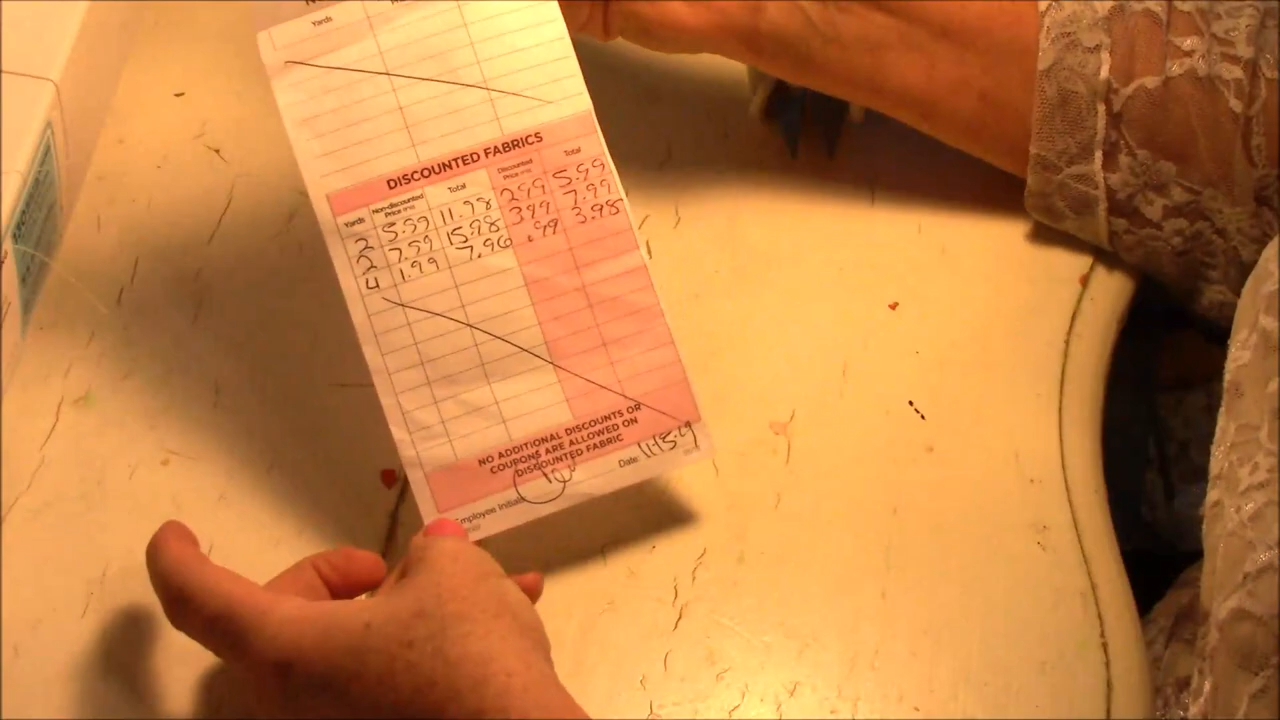 Yards
DISCOUNTED FABRICS
Yards Non-discounted Price Total Discounted Price Total
2 5.99 11.98 2.99 5.99
2 7.59 15.98 3.99 7.99
4 1.99 7.96 .99 3.98
NO ADDITIONAL DISCOUNTS OR
COUPONS ARE ALLOWED ON
DISCOUNTED FABRIC
Employee Initials Date: 11.15.9